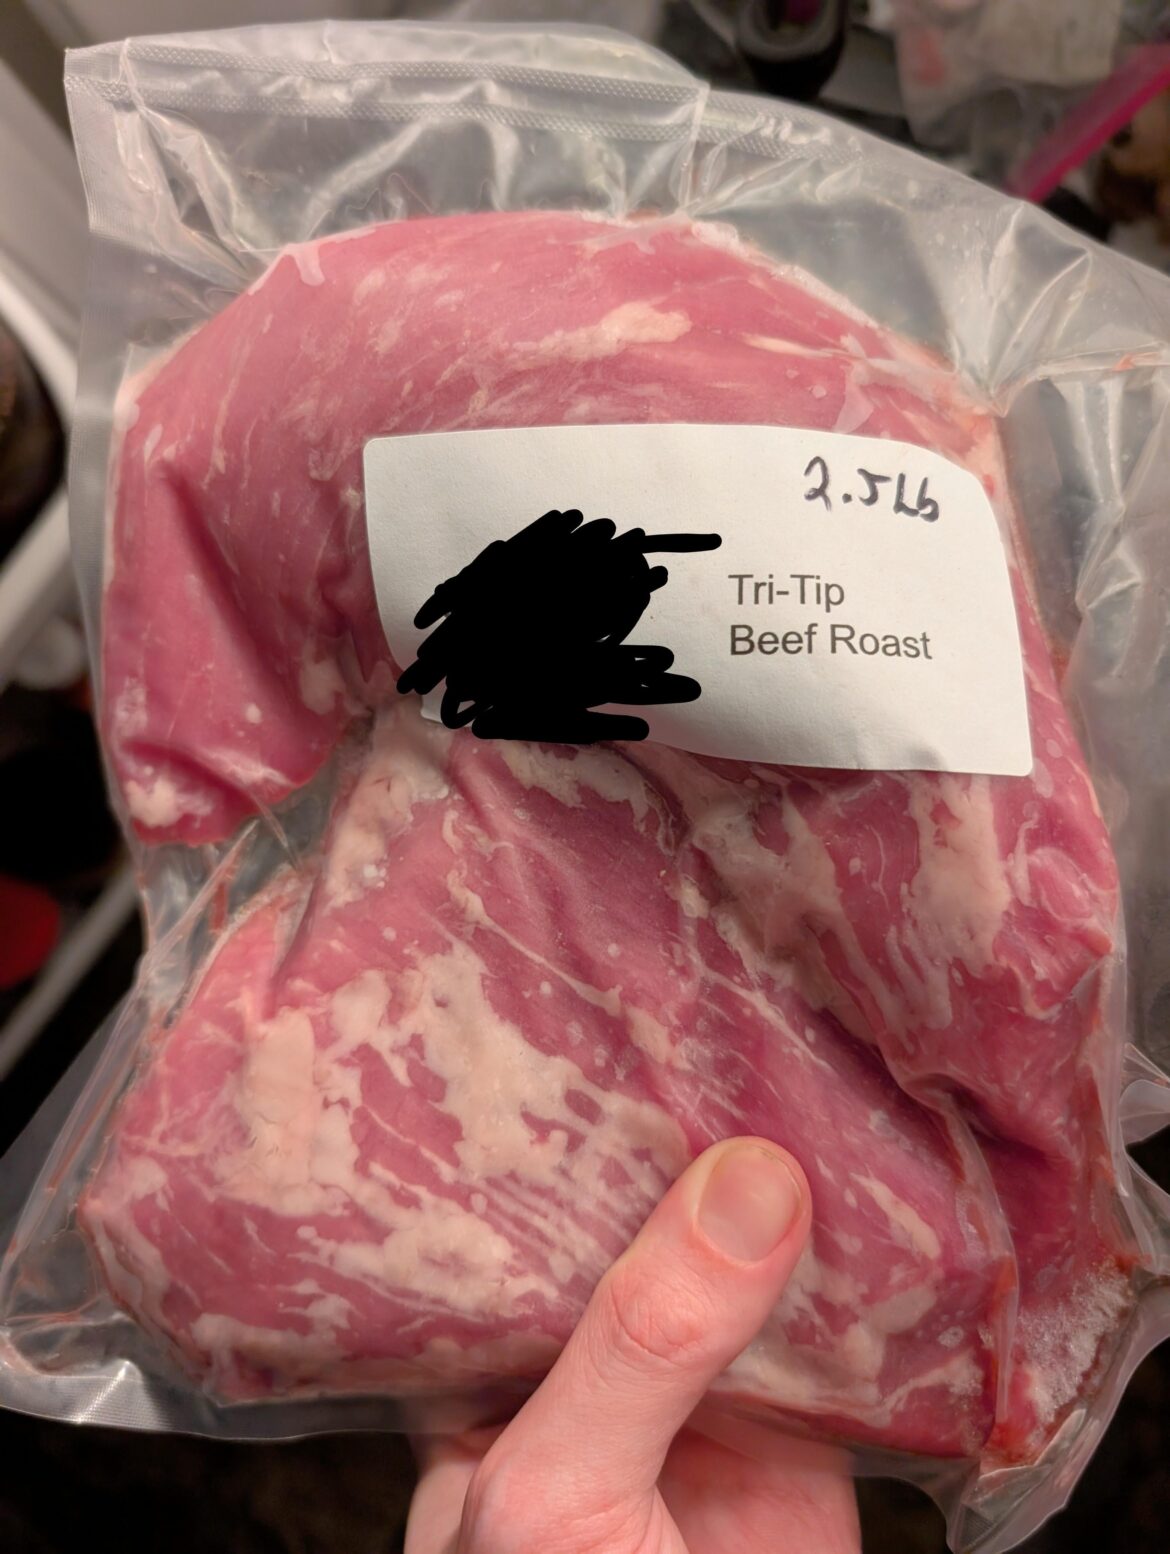 2.5Lb
Tri-Tip
Beef Roast